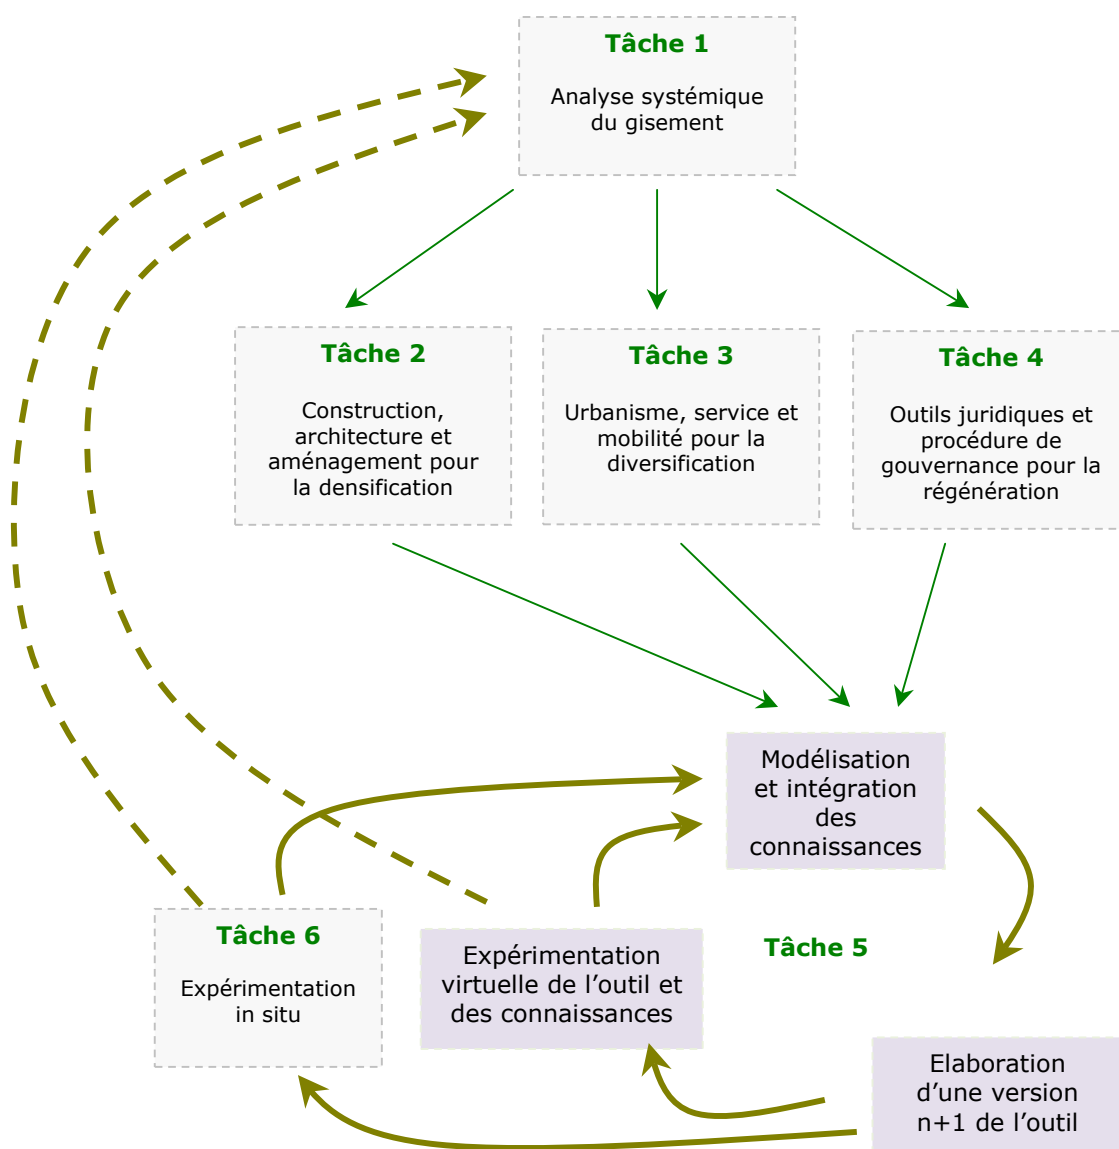 Tâche 1
Analyse systémique
du gisement
Tâche 2
Construction,
architecture et
aménagement pour
la densification
Tâche 3
Urbanisme, service et
mobilité pour la
diversification
Tâche 4
Outils juridiques et
procédure de
gouvernance pour la
régénération
Modélisation
et intégration
des
connaissances
Tâche 6
Expérimentation
in situ
Expérimentation
virtuelle de l’outil et
des connaissances
Tâche 5
Elaboration
d’une version
n+1 de l’outil